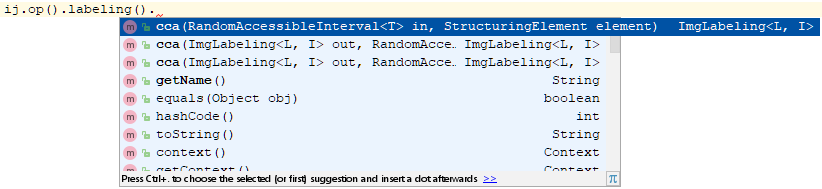 ij.op().labeling().
cca(RandomAccessibleInterval<T> in, StructuringElement element) ImgLabeling<L, I>
cca(ImgLabeling<L, I> out, RandomAcce… ImgLabeling<L, I>
cca(ImgLabeling<L, I> out, RandomAcce… ImgLabeling<L, I>
getName() String
equals(Object obj) boolean
hashCode() int
toString() String
context() Context
getContext() Context
Press Ctrl+. to choose the selected (or first) suggestion and insert a dot afterwards >> π